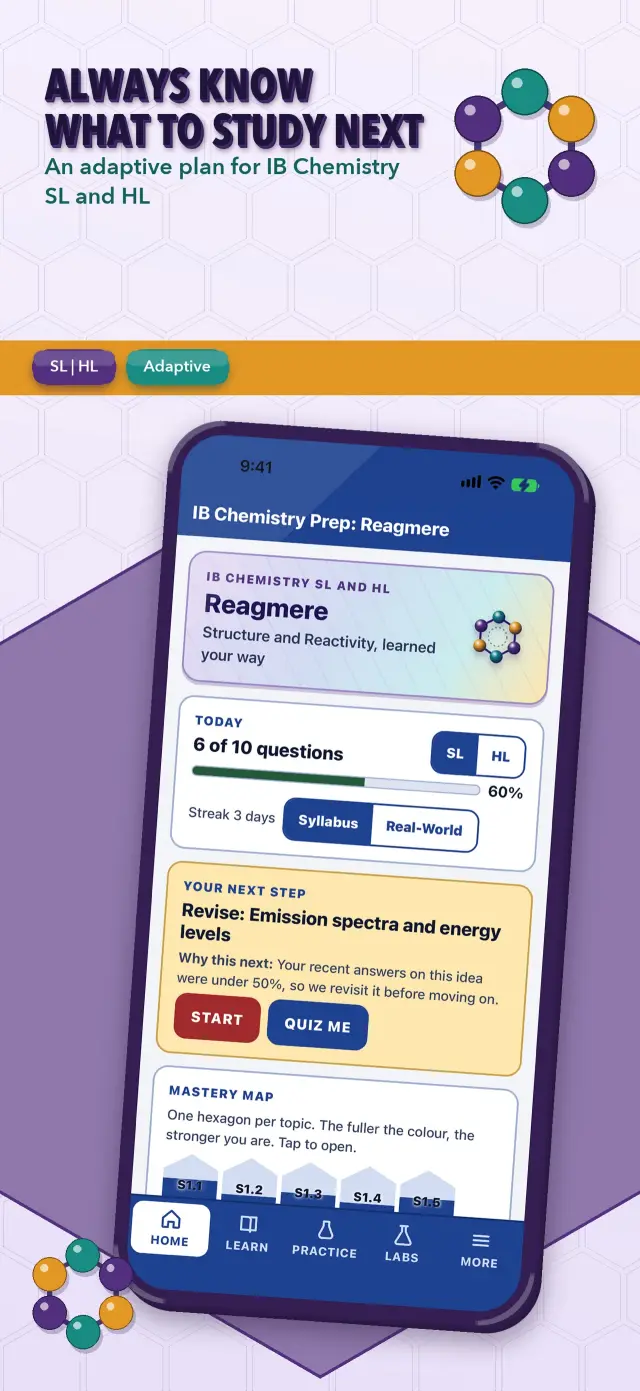 ALWAYS KNOW
WHAT TO STUDY NEXT
An adaptive plan for IB Chemistry
SL and HL
SL | HL
Adaptive
9:41
IB Chemistry Prep: Reagmere
IB CHEMISTRY SL AND HL
Reagmere
Structure and Reactivity, learned
your way
TODAY
6 of 10 questions
SL
HL
60%
Streak 3 days
Syllabus
Real-World
YOUR NEXT STEP
Revise: Emission spectra and energy
levels
Why this next: Your recent answers on this idea
were under 50%, so we revisit it before moving on.
START
QUIZ ME
MASTERY MAP
One hexagon per topic. The fuller the colour, the
stronger you are. Tap to open.
S1.1
S1.2
S1.3
S1.4
S1.5
HOME
LEARN
PRACTICE
LABS
MORE